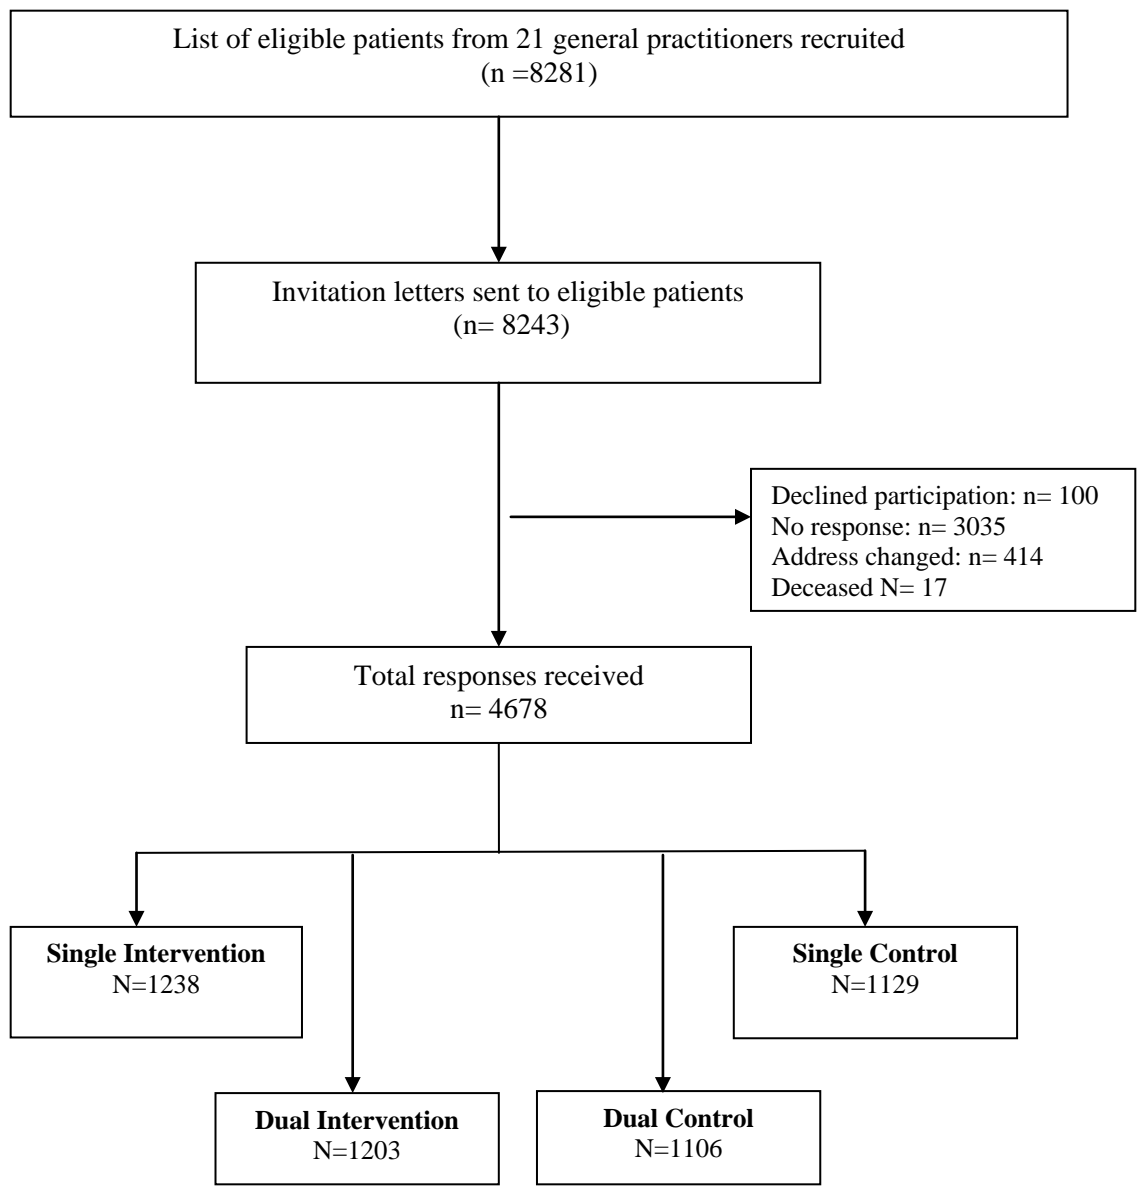 List of eligible patients from 21 general practitioners recruited
(n =8281)
Invitation letters sent to eligible patients
(n= 8243)
Declined participation: n= 100
No response: n= 3035
Address changed: n= 414
Deceased N= 17
Total responses received
n= 4678
Single Intervention
N=1238
Single Control
N=1129
Dual Intervention
N=1203
Dual Control
N=1106